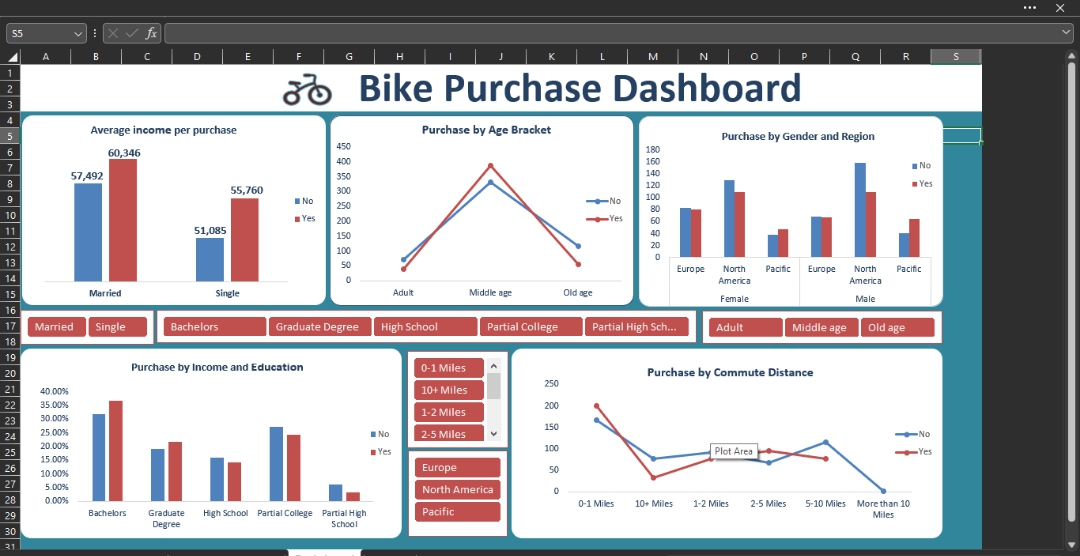 S5
fx
A B C D E F G H I J K L M N O P Q R S
1
2
3
4
5
6
7
8
9
10
11
12
13
14
15
16
17
18
19
20
21
22
23
24
25
26
27
28
29
30
31
Bike Purchase Dashboard
Average income per purchase
57,492
60,346
51,085
55,760
Married
Single
No
Yes
Purchase by Age Bracket
450
400
350
300
250
200
150
100
50
0
Adult
Middle age
Old age
No
Yes
Purchase by Gender and Region
180
160
140
120
100
80
60
40
20
0
Europe
North
America
Pacific
Europe
North
America
Pacific
Female
Male
No
Yes
Married
Single
Bachelors
Graduate Degree
High School
Partial College
Partial High Sch...
Adult
Middle age
Old age
Purchase by Income and Education
40.00%
35.00%
30.00%
25.00%
20.00%
15.00%
10.00%
5.00%
0.00%
Bachelors
Graduate
Degree
High School
Partial College
Partial High
School
No
Yes
0-1 Miles
10+ Miles
1-2 Miles
2-5 Miles
Europe
North America
Pacific
Purchase by Commute Distance
250
200
150
100
50
0
Plot Area
0-1 Miles
10+ Miles
1-2 Miles
2-5 Miles
5-10 Miles
More than 10
Miles
No
Yes